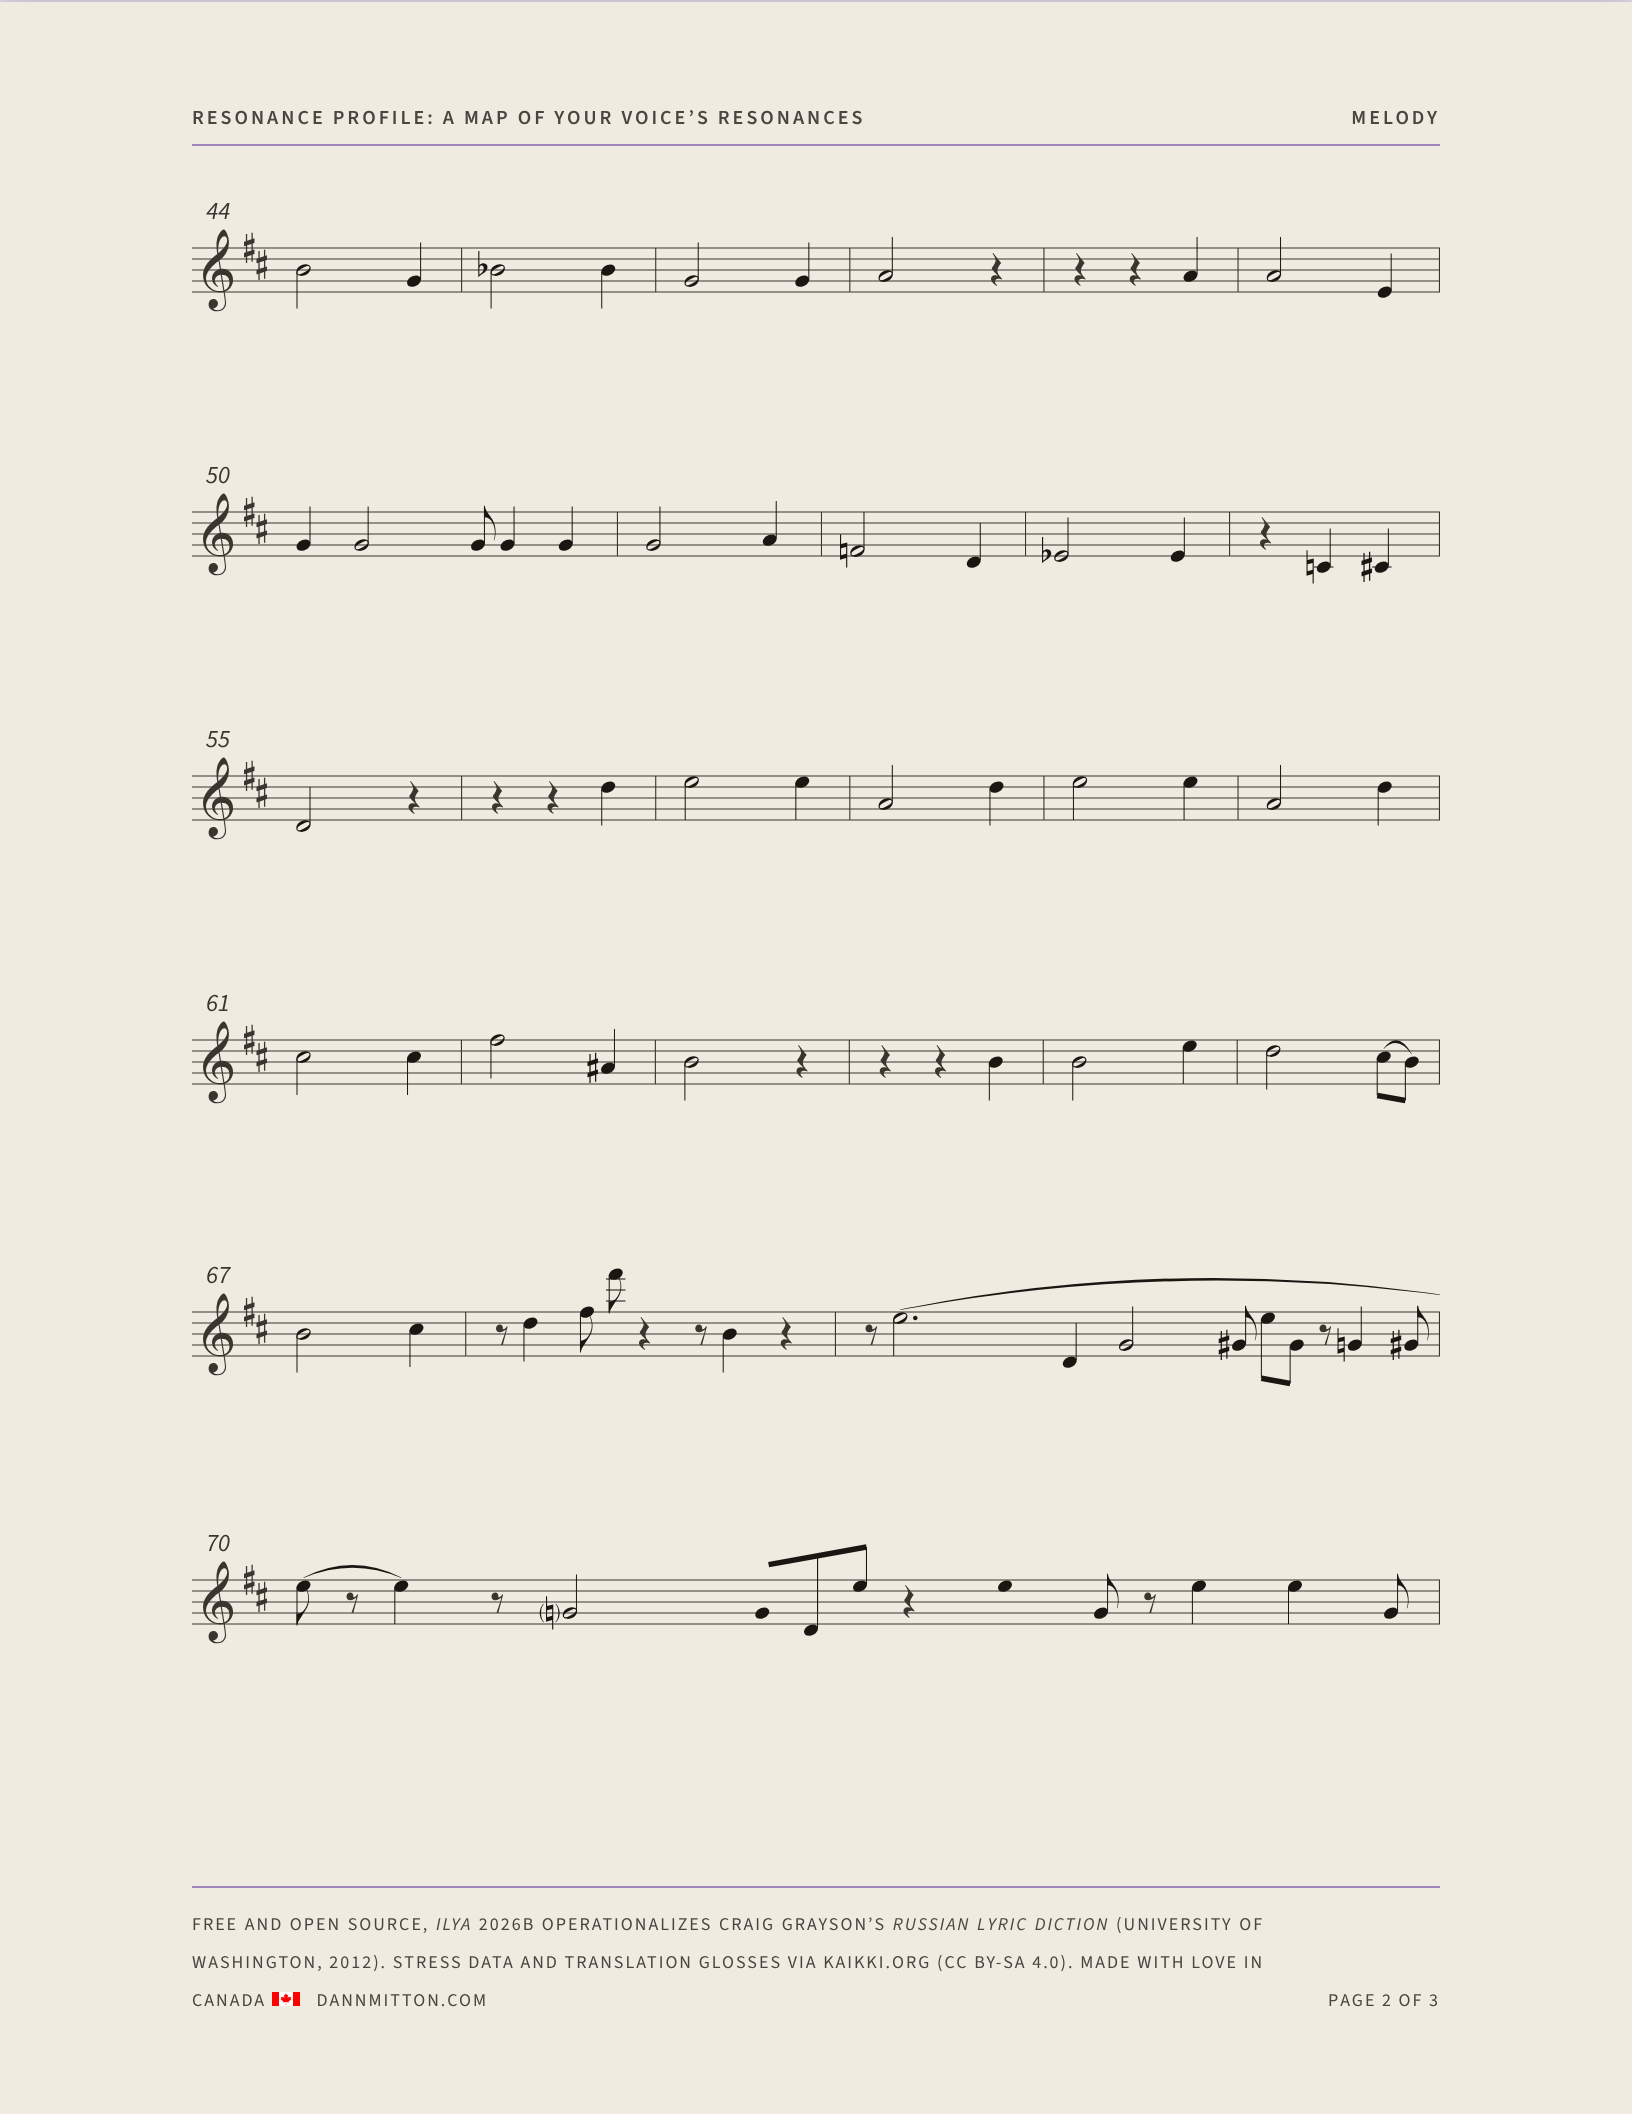 RESONANCE PROFILE: A MAP OF YOUR VOICE’S RESONANCES MELODY
44
50
55
61
67
70
FREE AND OPEN SOURCE, ILYA 2026B OPERATIONALIZES CRAIG GRAYSON’S RUSSIAN LYRIC DICTION (UNIVERSITY OF
WASHINGTON, 2012). STRESS DATA AND TRANSLATION GLOSSES VIA KAIKKI.ORG (CC BY-SA 4.0). MADE WITH LOVE IN
CANADA 🇨🇦 DANNMITTON.COM PAGE 2 OF 3